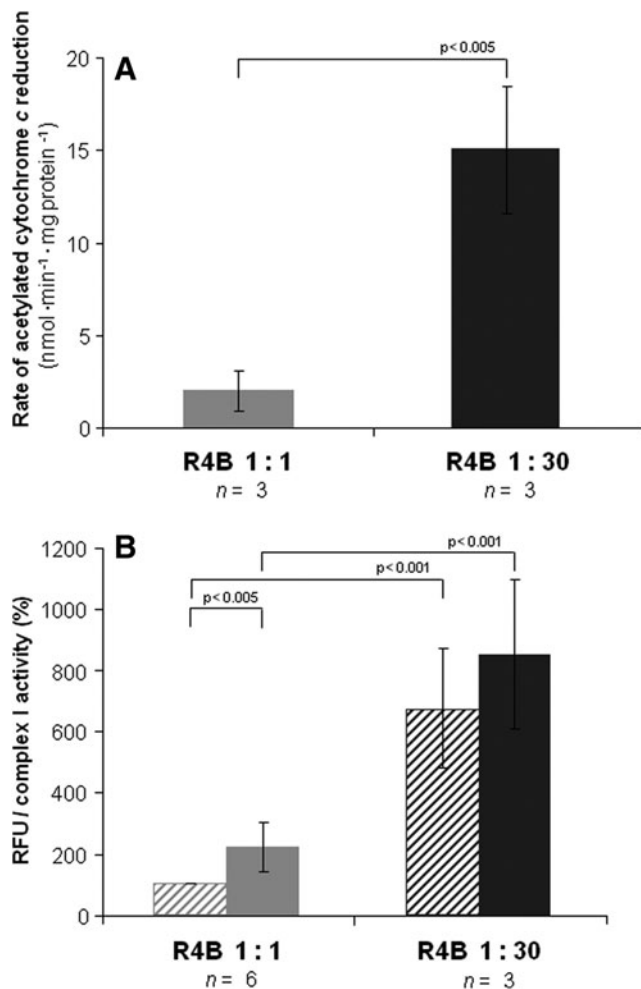 A
p< 0.005
Rate of acetylated cytochrome c reduction
(nmol·min⁻¹·mg protein⁻¹)
20
15
10
5
0
R4B 1 : 1
R4B 1 : 30
n = 3
n = 3
B
p< 0.001
p< 0.001
p< 0.005
RFU / complex I activity (%)
1200
1000
800
600
400
200
0
R4B 1 : 1
R4B 1 : 30
n = 6
n = 3